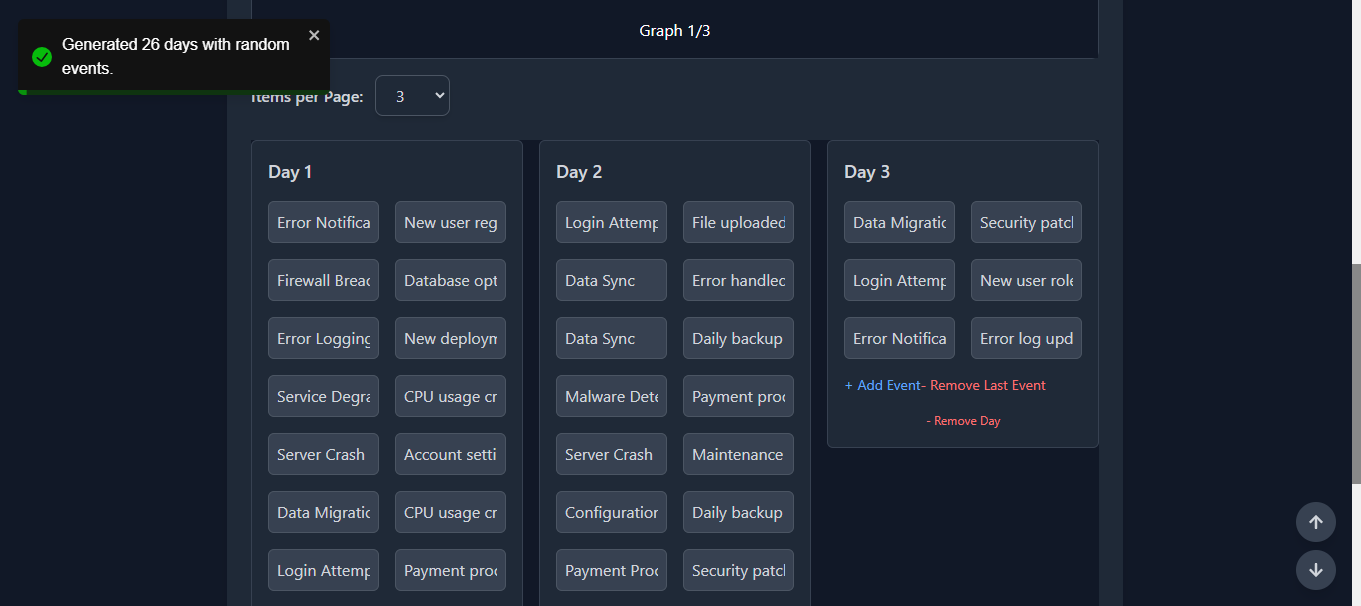 Graph 1/3
Generated 26 days with random
events.
Items per Page:
3
Day 1
Error Notifica
New user reg
Firewall Breac
Database opt
Error Logging
New deploym
Service Degra
CPU usage cr
Server Crash
Account setti
Data Migratic
CPU usage cr
Login Attemp
Payment proc
Day 2
Login Attemp
File uploaded
Data Sync
Error handled
Data Sync
Daily backup
Malware Dete
Payment proc
Server Crash
Maintenance
Configuration
Daily backup
Payment Proc
Security patcl
Day 3
Data Migratic
Security patcl
Login Attemp
New user role
Error Notifica
Error log upd
+ Add Event- Remove Last Event
- Remove Day